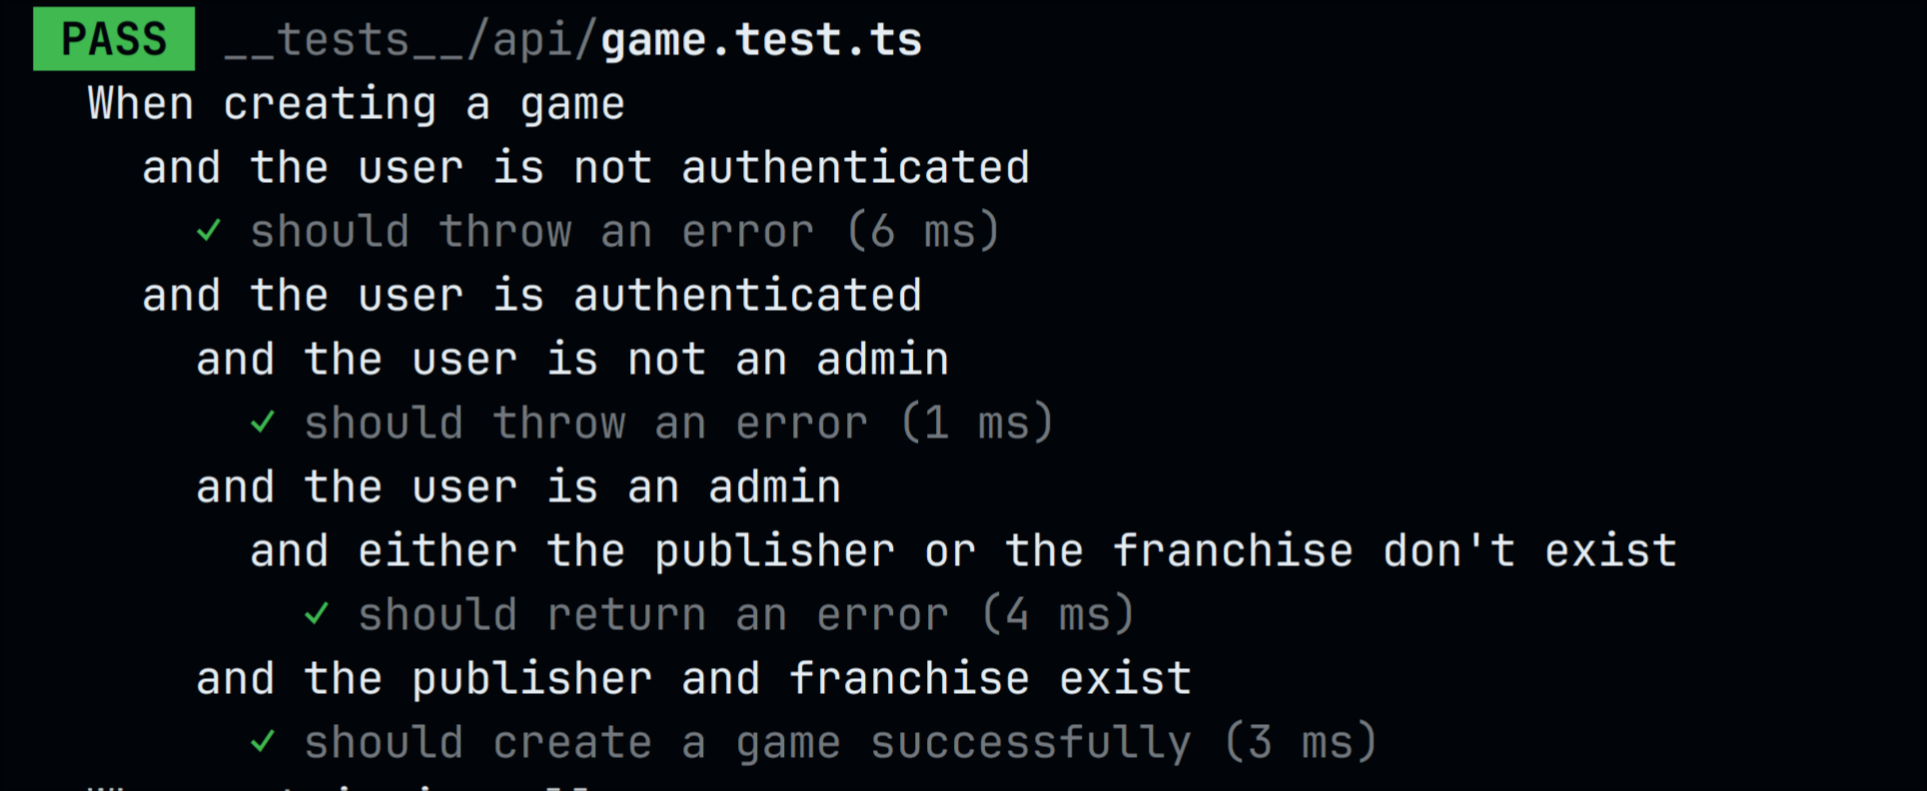 PASS __tests__/api/game.test.ts
When creating a game
and the user is not authenticated
✓ should throw an error (6 ms)
and the user is authenticated
and the user is not an admin
✓ should throw an error (1 ms)
and the user is an admin
and either the publisher or the franchise don't exist
✓ should return an error (4 ms)
and the publisher and franchise exist
✓ should create a game successfully (3 ms)